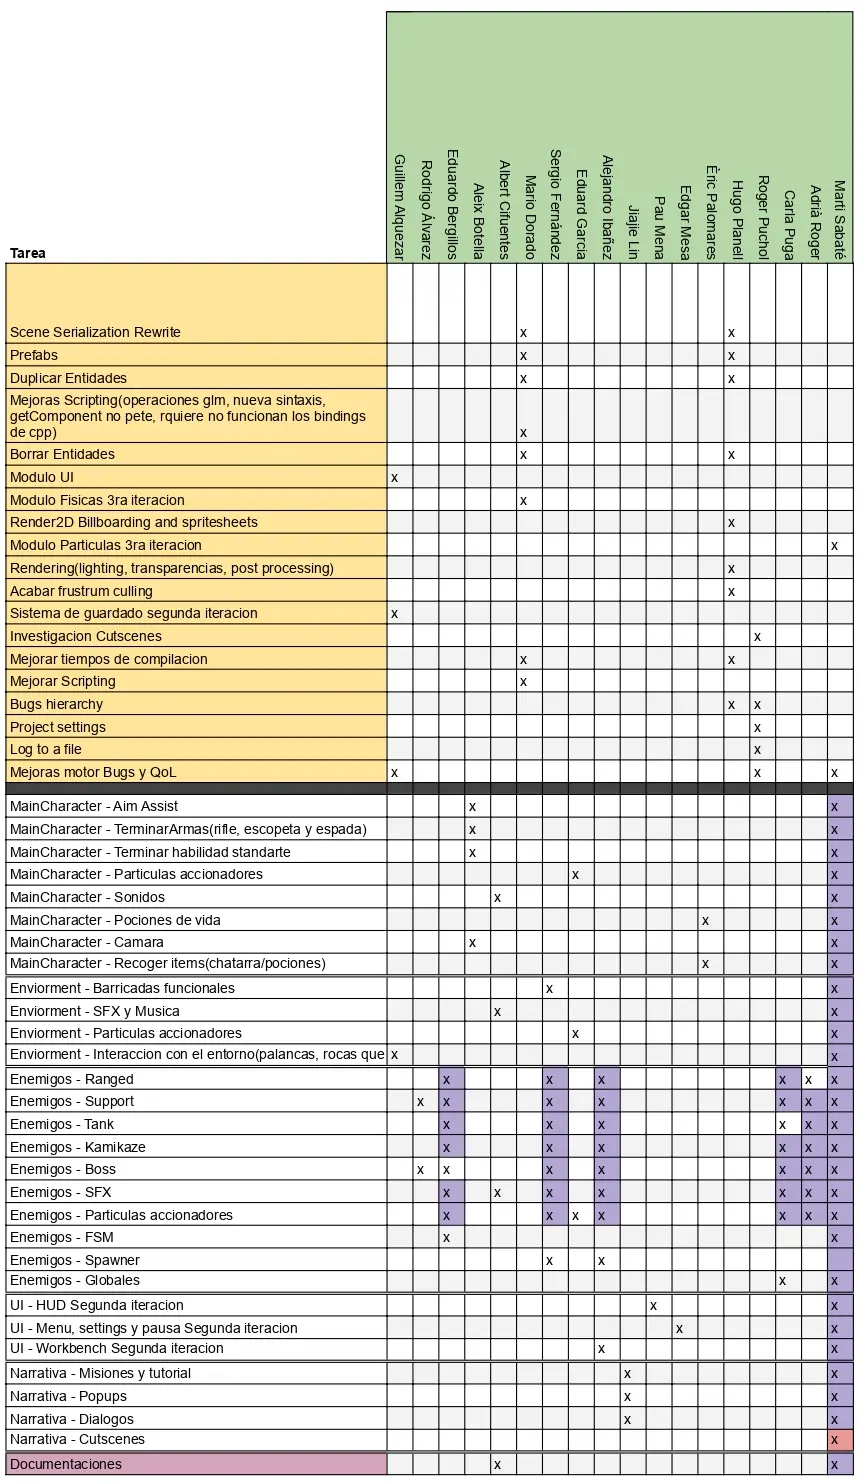 Guillem Alquezar
Rodrigo Álvarez
Eduardo Bergillos
Aleix Botella
Albert Cifuentes
Mario Dorado
Sergio Fernández
Eduard Garcia
Alejandro Ibañez
Jiajie Lin
Pau Mena
Edgar Mesa
Èric Palomares
Hugo Planell
Roger Puchol
Carla Puga
Adrià Roger
Martí Sabaté
Tarea
Scene Serialization Rewrite x x
Prefabs x x
Duplicar Entidades x x
Mejoras Scripting(operaciones glm, nueva sintaxis,
getComponent no pete, rquiere no funcionan los bindings
de cpp) x
Borrar Entidades x x
Modulo UI x
Modulo Fisicas 3ra iteracion x
Render2D Billboarding and spritesheets x
Modulo Particulas 3ra iteracion x
Rendering(lighting, transparencias, post processing) x
Acabar frustrum culling x
Sistema de guardado segunda iteracion x
Investigacion Cutscenes x
Mejorar tiempos de compilacion x x
Mejorar Scripting x
Bugs hierarchy x x
Project settings x
Log to a file x
Mejoras motor Bugs y QoL x x x
MainCharacter - Aim Assist x x
MainCharacter - TerminarArmas(rifle, escopeta y espada) x x
MainCharacter - Terminar habilidad standarte x x
MainCharacter - Particulas accionadores x x
MainCharacter - Sonidos x x
MainCharacter - Pociones de vida x x
MainCharacter - Camara x x
MainCharacter - Recoger items(chatarra/pociones) x x
Enviorment - Barricadas funcionales x x
Enviorment - SFX y Musica x x
Enviorment - Particulas accionadores x x
Enviorment - Interaccion con el entorno(palancas, rocas que x x
Enemigos - Ranged x x x x x x
Enemigos - Support x x x x x x x
Enemigos - Tank x x x x x x
Enemigos - Kamikaze x x x x x x
Enemigos - Boss x x x x x x x
Enemigos - SFX x x x x x x x
Enemigos - Particulas accionadores x x x x x x x
Enemigos - FSM x x
Enemigos - Spawner x x
Enemigos - Globales x x
UI - HUD Segunda iteracion x x
UI - Menu, settings y pausa Segunda iteracion x x
UI - Workbench Segunda iteracion x x
Narrativa - Misiones y tutorial x x
Narrativa - Popups x x
Narrativa - Dialogos x x
Narrativa - Cutscenes x
Documentaciones x x